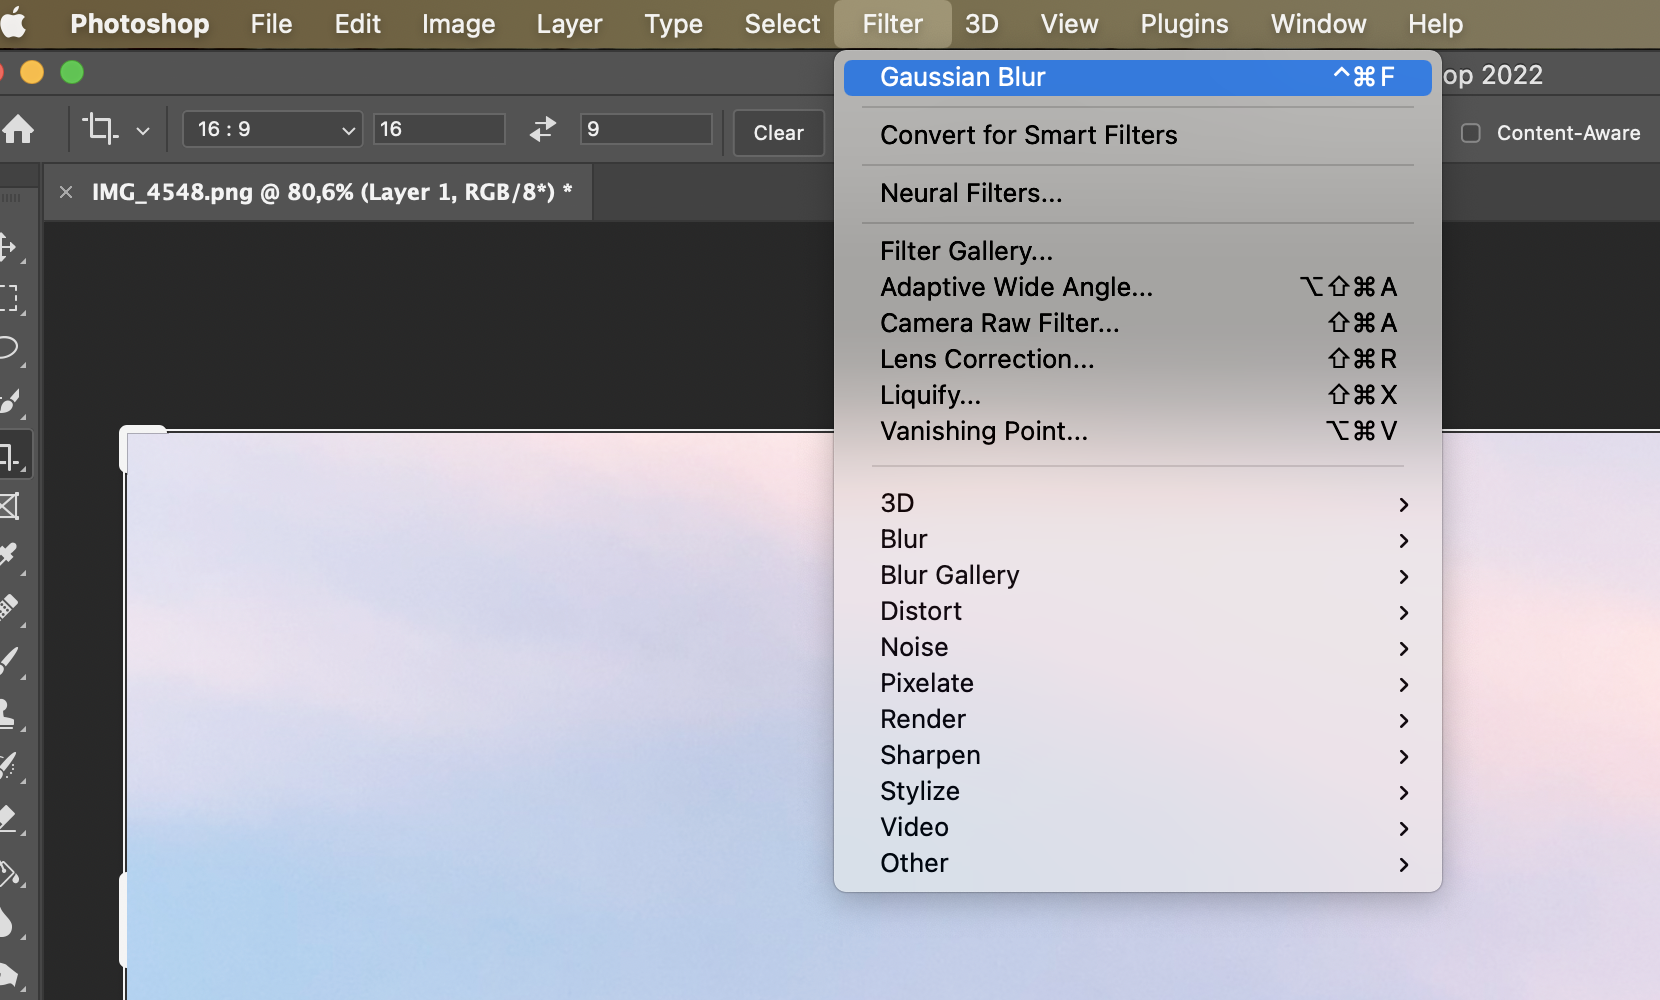 Photoshop File Edit Image Layer Type Select Filter 3D View Plugins Window Help
Gaussian Blur ^⌘F
op 2022
16 : 9 16 9 Clear
Convert for Smart Filters
Content-Aware
IMG_4548.png @ 80,6% (Layer 1, RGB/8*) *
Neural Filters...
Filter Gallery...
Adaptive Wide Angle... ⌥⇧⌘A
Camera Raw Filter... ⇧⌘A
Lens Correction... ⇧⌘R
Liquify... ⇧⌘X
Vanishing Point... ⌥⌘V
3D
Blur
Blur Gallery
Distort
Noise
Pixelate
Render
Sharpen
Stylize
Video
Other